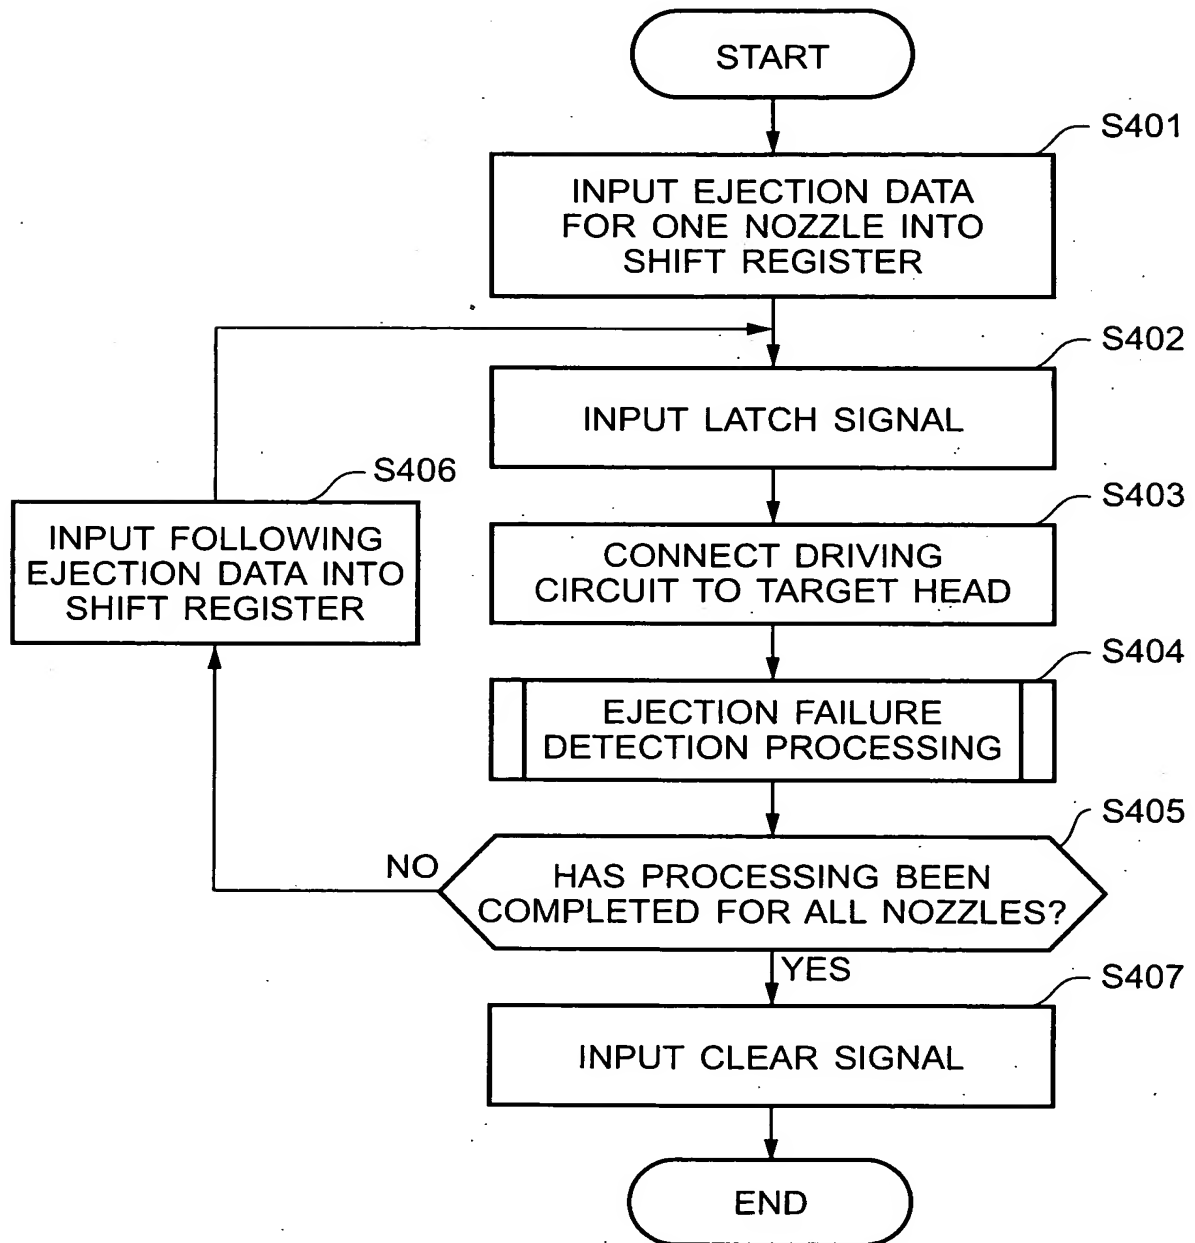 START
S401
INPUT EJECTION DATA
FOR ONE NOZZLE INTO
SHIFT REGISTER
S402
INPUT LATCH SIGNAL
S406
INPUT FOLLOWING
EJECTION DATA INTO
SHIFT REGISTER
S403
CONNECT DRIVING
CIRCUIT TO TARGET HEAD
S404
EJECTION FAILURE
DETECTION PROCESSING
S405
NO
HAS PROCESSING BEEN
COMPLETED FOR ALL NOZZLES?
YES
S407
INPUT CLEAR SIGNAL
END